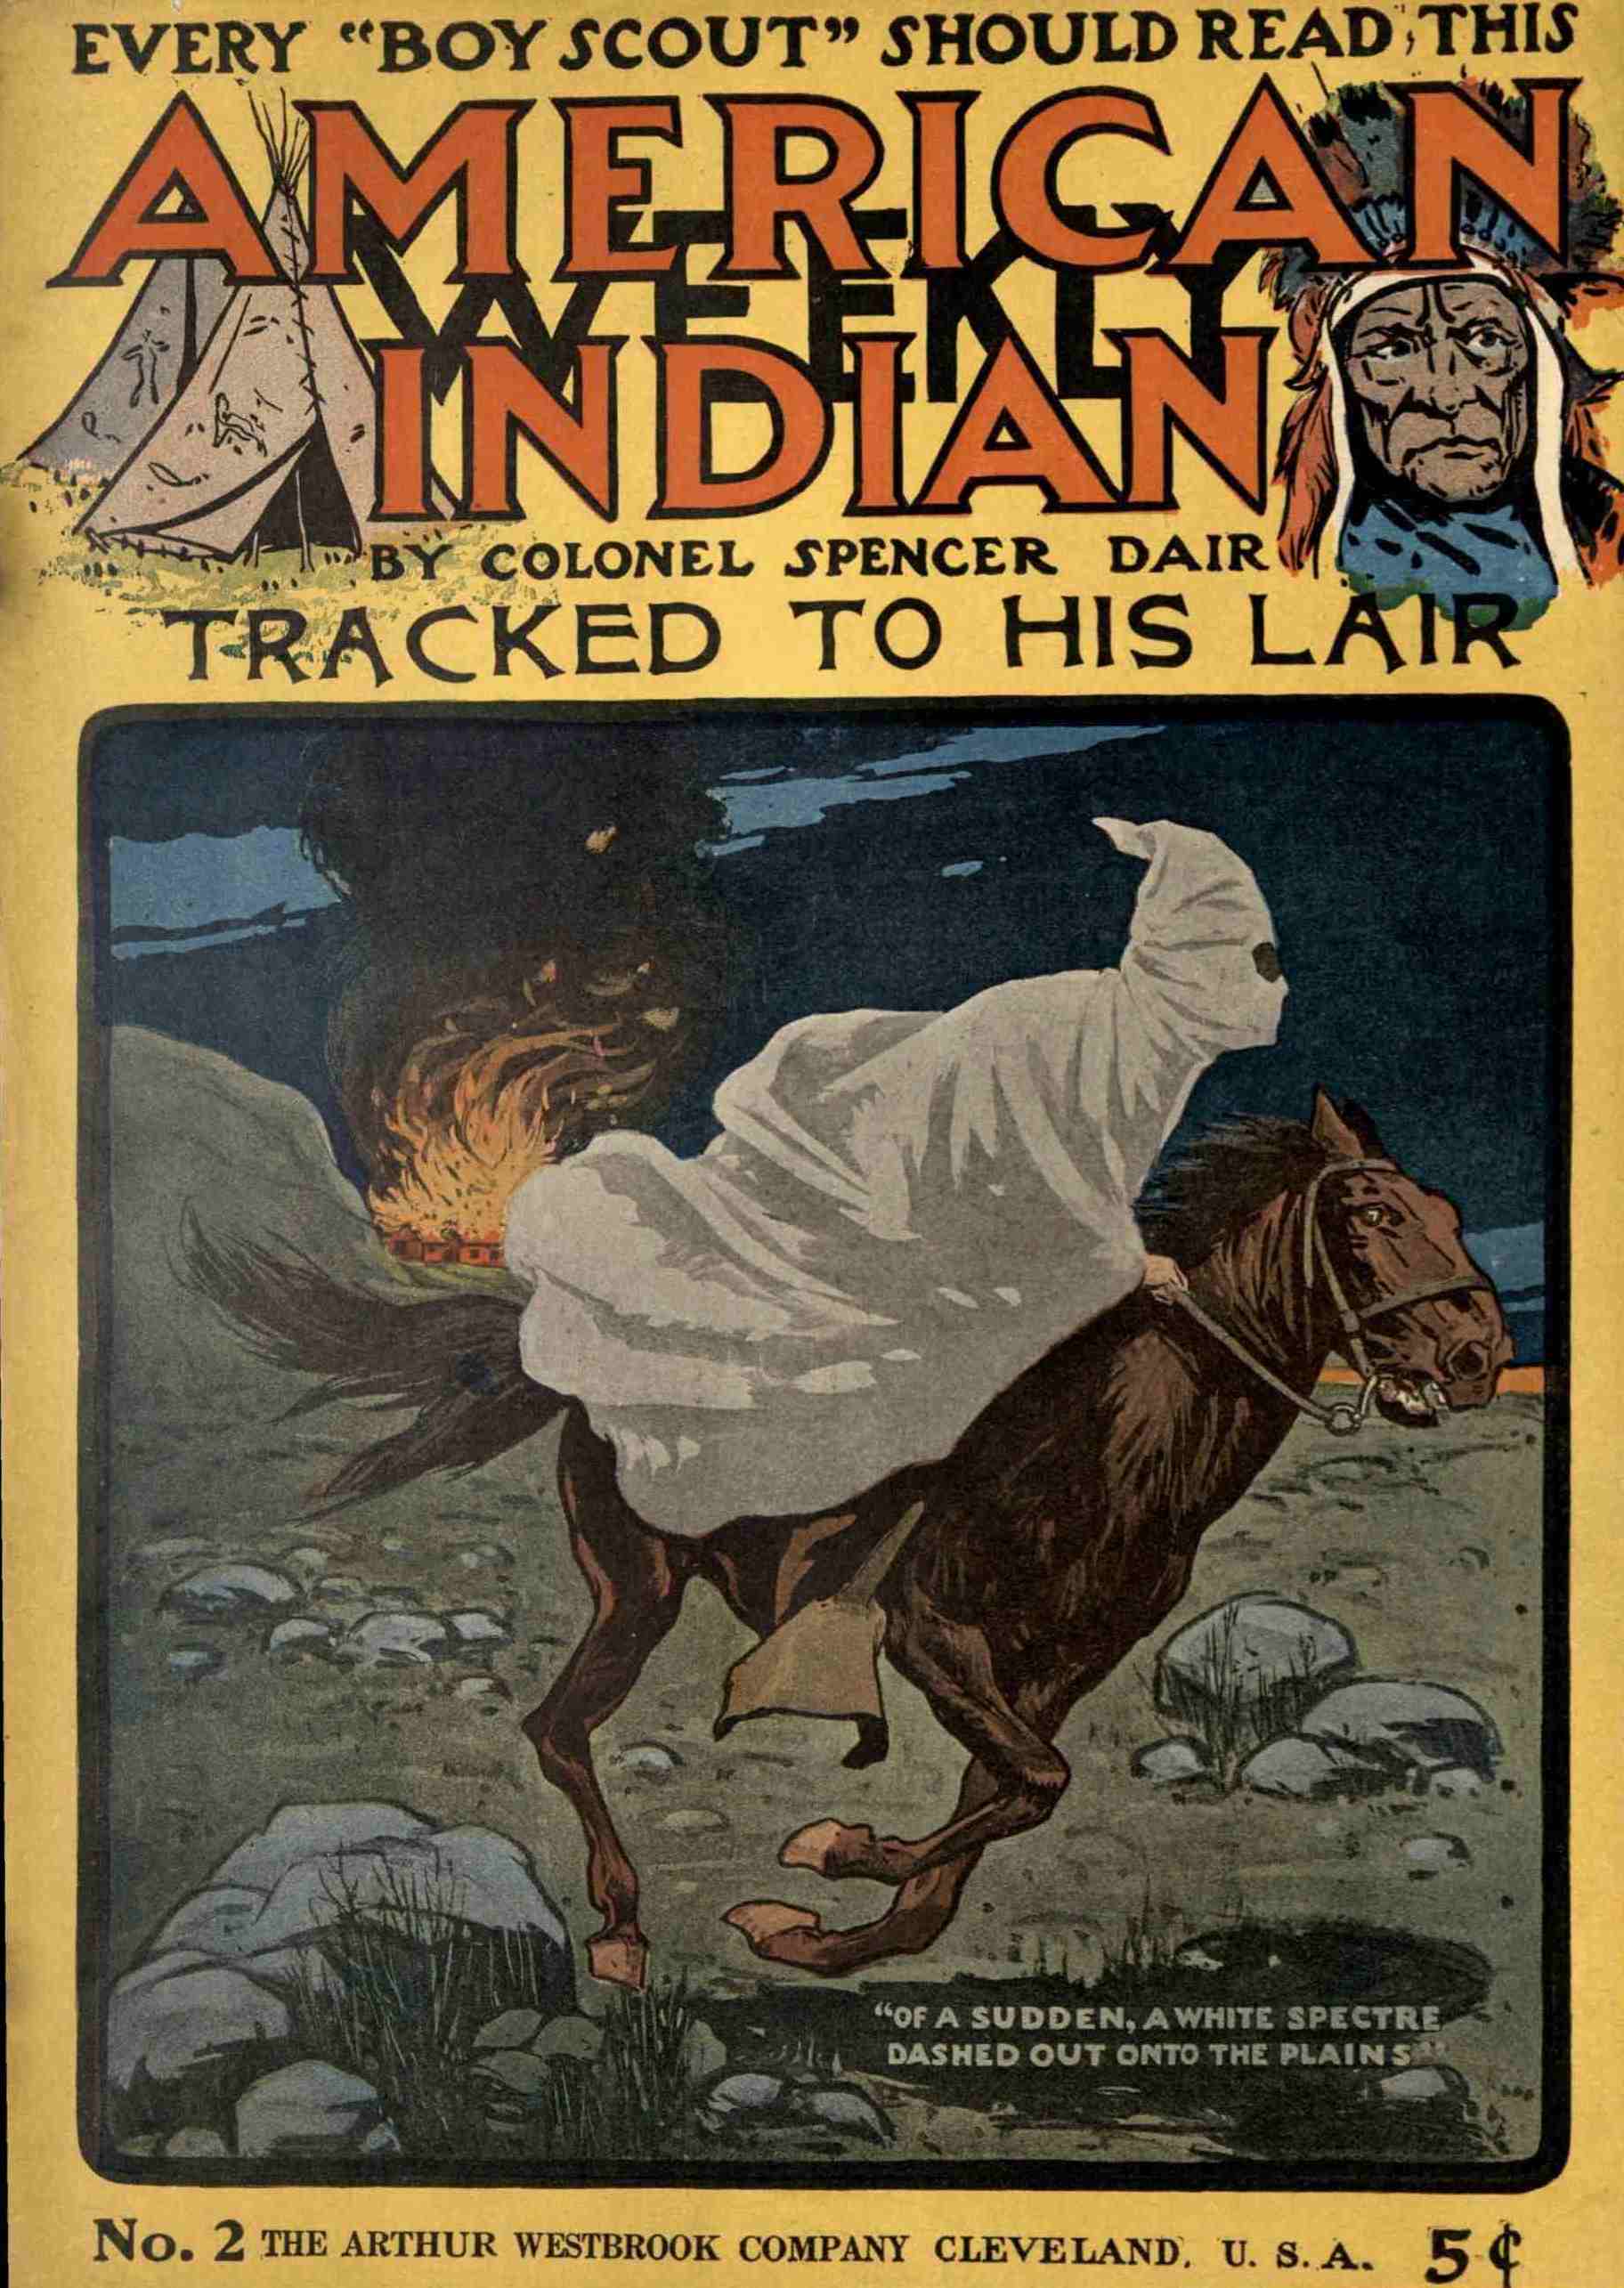 EVERY “BOY SCOUT” SHOULD READ THIS
AMERICAN
WEEKLY
INDIAN
BY COLONEL SPENCER DAIR
TRACKED TO HIS LAIR
“OF A SUDDEN, A WHITE SPECTRE
DASHED OUT ONTO THE PLAINS”
No. 2 THE ARTHUR WESTBROOK COMPANY CLEVELAND, U. S. A. 5¢